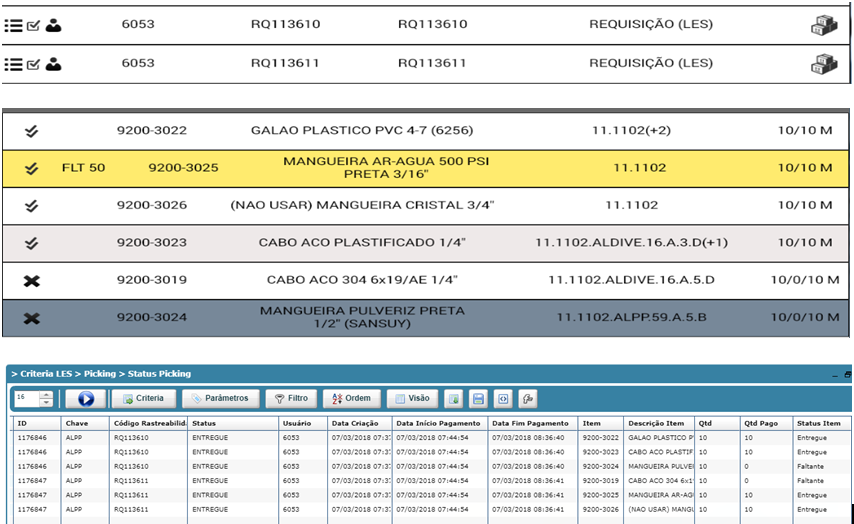 6053 RQ113610 RQ113610 REQUISIÇÃO (LES)
6053 RQ113611 RQ113611 REQUISIÇÃO (LES)
9200-3022 GALAO PLASTICO PVC 4-7 (6256) 11.1102(+2) 10/10 M
FLT 50 9200-3025 MANGUEIRA AR-AGUA 500 PSI PRETA 3/16" 11.1102 10/10 M
9200-3026 (NAO USAR) MANGUEIRA CRISTAL 3/4" 11.1102 10/10 M
9200-3023 CABO ACO PLASTIFICADO 1/4" 11.1102.ALDIVE.16.A.3.D(+1) 10/10 M
9200-3019 CABO ACO 304 6x19/AE 1/4" 11.1102.ALDIVE.16.A.5.D 10/0/10 M
9200-3024 MANGUEIRA PULVERIZ PRETA 1/2" (SANSUY) 11.1102.ALPP.59.A.5.B 10/0/10 M
> Criteria LES > Picking > Status Picking
16 Criteria Parâmetros Filtro Ordem Visão
ID Chave Código Rastreabilid. Status Usuário Data Criação Data Início Pagamento Data Fim Pagamento Item Descrição Item Qtd Qtd Pago Status Item
1176846 ALPP RQ113610 ENTREGUE 6053 07/03/2018 07:37 07/03/2018 07:44:54 07/03/2018 08:36:40 9200-3022 GALAO PLASTICO P 10 10 Entregue
1176846 ALPP RQ113610 ENTREGUE 6053 07/03/2018 07:37 07/03/2018 07:44:54 07/03/2018 08:36:40 9200-3023 CABO ACO PLASTIF 10 10 Entregue
1176846 ALPP RQ113610 ENTREGUE 6053 07/03/2018 07:37 07/03/2018 07:44:54 07/03/2018 08:36:40 9200-3024 MANGUEIRA PULVE 10 0 Faltante
1176847 ALPP RQ113611 ENTREGUE 6053 07/03/2018 07:37 07/03/2018 07:44:54 07/03/2018 08:36:41 9200-3019 CABO ACO 304 6x1 10 0 Faltante
1176847 ALPP RQ113611 ENTREGUE 6053 07/03/2018 07:37 07/03/2018 07:44:54 07/03/2018 08:36:41 9200-3025 MANGUEIRA AR-AG 10 10 Entregue
1176847 ALPP RQ113611 ENTREGUE 6053 07/03/2018 07:37 07/03/2018 07:44:54 07/03/2018 08:36:41 9200-3026 (NAO USAR) MANG 10 10 Entregue